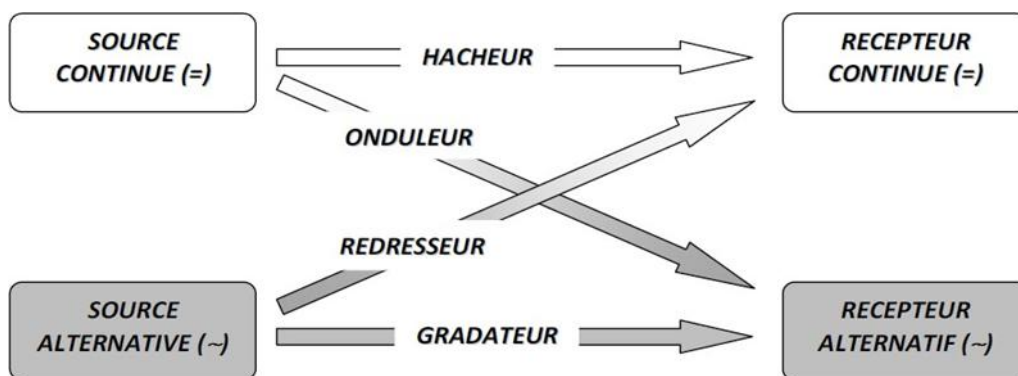 SOURCE
CONTINUE (=)
HACHEUR
RECEPTEUR
CONTINUE (=)
ONDULEUR
REDRESSEUR
SOURCE
ALTERNATIVE (~)
GRADATEUR
RECEPTEUR
ALTERNATIF (~)